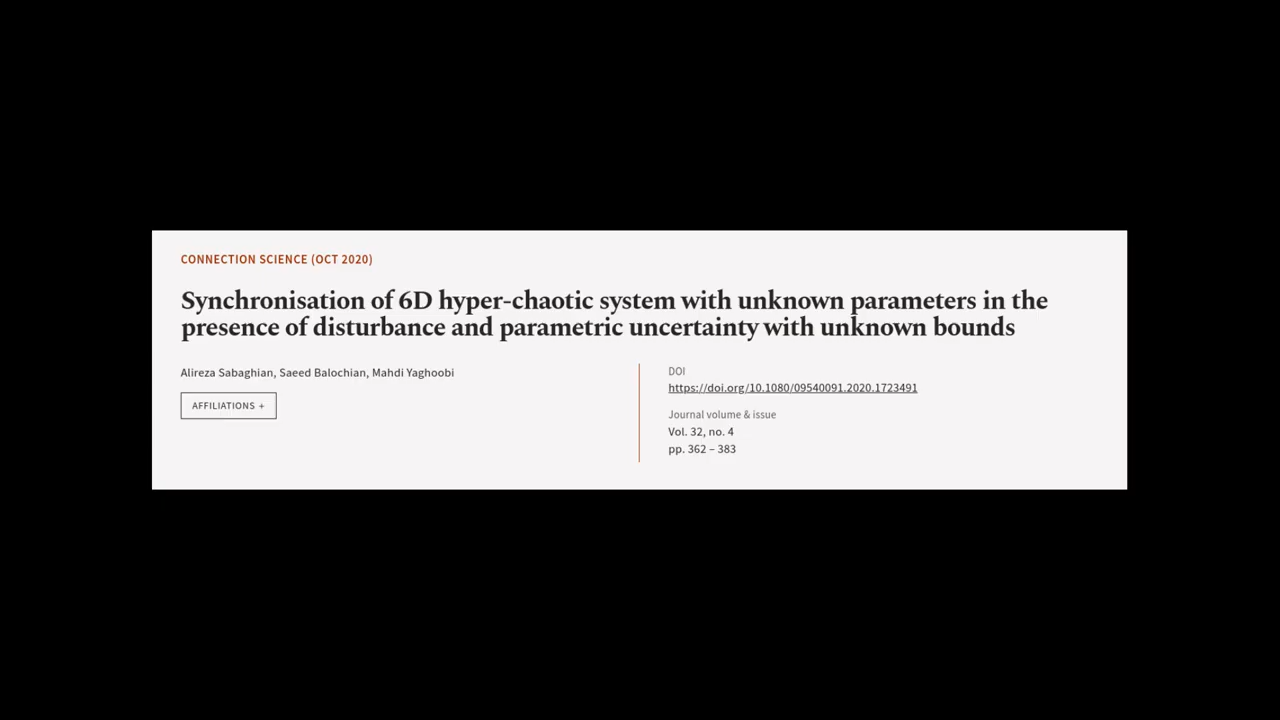 CONNECTION SCIENCE (OCT 2020)
Synchronisation of 6D hyper-chaotic system with unknown parameters in the
presence of disturbance and parametric uncertainty with unknown bounds
Alireza Sabaghian, Saeed Balochian, Mahdi Yaghoobi
AFFILIATIONS +
DOI
https://doi.org/10.1080/09540091.2020.1723491
Journal volume & issue
Vol. 32, no. 4
pp. 362 – 383